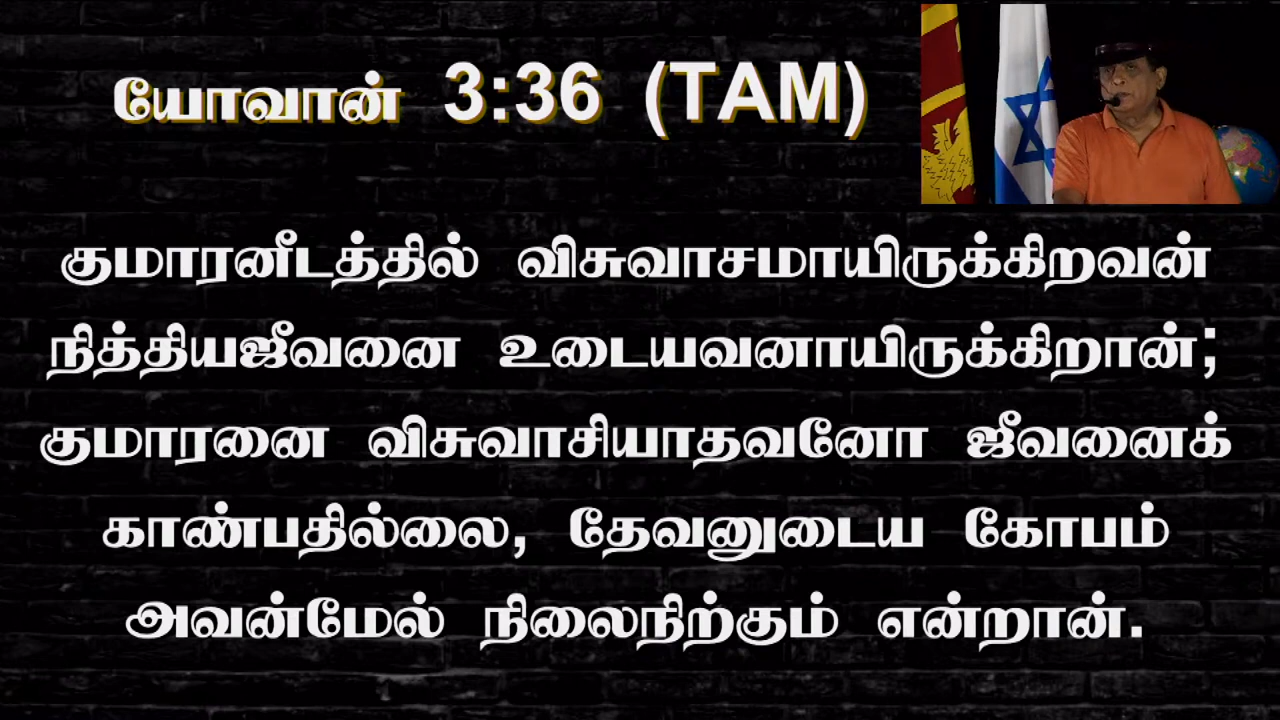 யோவான் 3:36 (TAM)
குமாரனீடத்தில் விசுவாசமாயிருக்கிறவன்
நித்தியஜீவனை உடையவனாயிருக்கிறான்;
குமாரனை விசுவாசியாதவனோ ஜீவனைக்
காண்பதில்லை, தேவனுடைய கோபம்
அவன்மேல் நிலைநிற்கும் என்றான்.